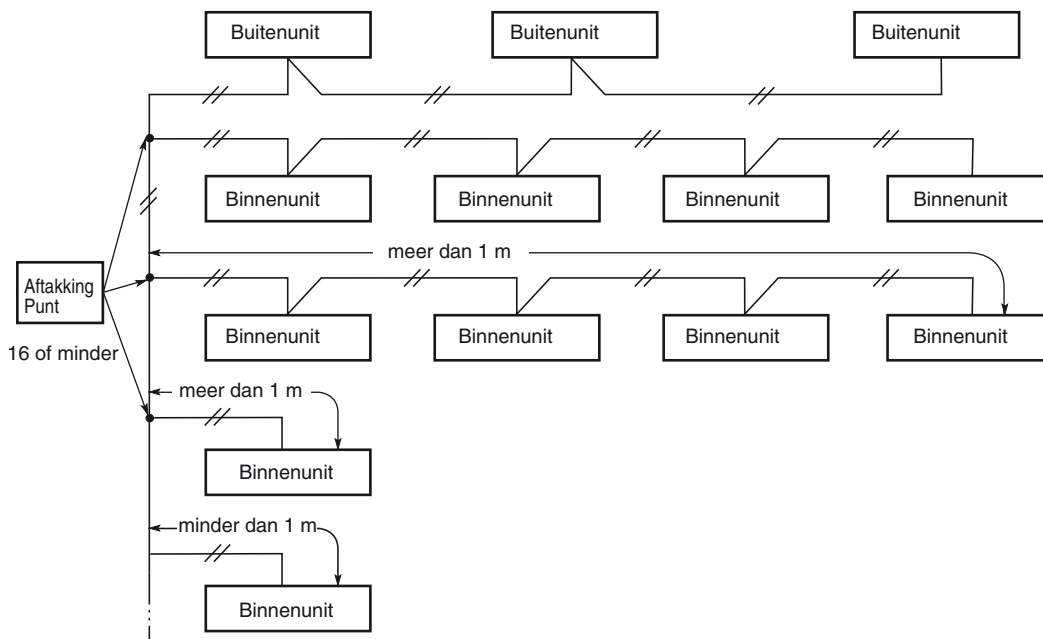 Buitenunit Buitenunit Buitenunit
Binnenunit Binnenunit Binnenunit Binnenunit
meer dan 1 m
Aftakking
Punt
Binnenunit Binnenunit Binnenunit Binnenunit
16 of minder
meer dan 1 m
Binnenunit
minder dan 1 m
Binnenunit